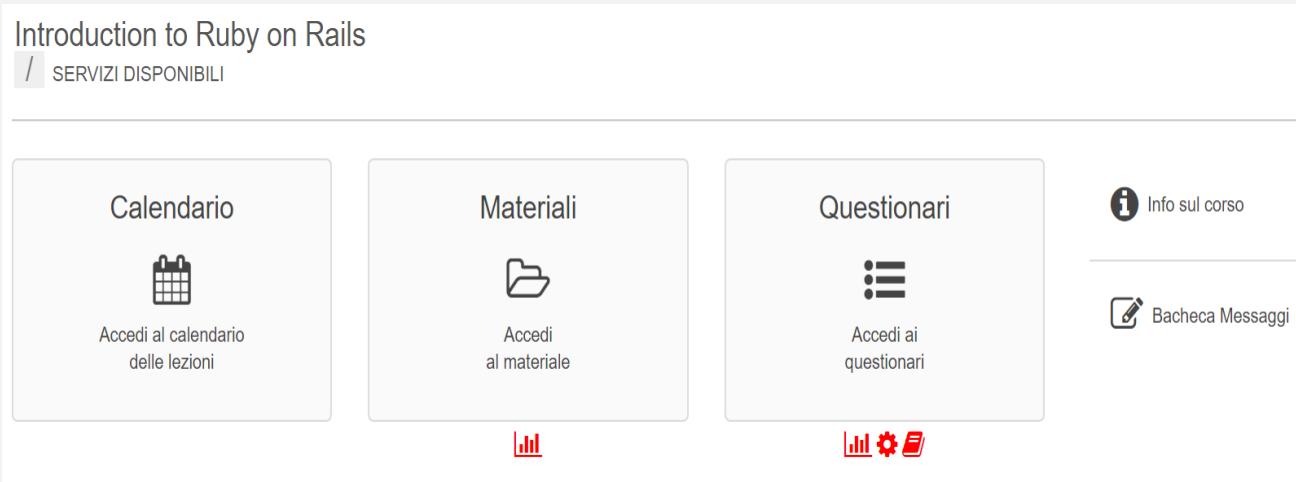 Introduction to Ruby on Rails
/ SERVIZI DISPONIBILI
Calendario
Accedi al calendario
delle lezioni
Materiali
Accedi
al materiale
Questionari
Accedi ai
questionari
Info sul corso
Bacheca Messaggi